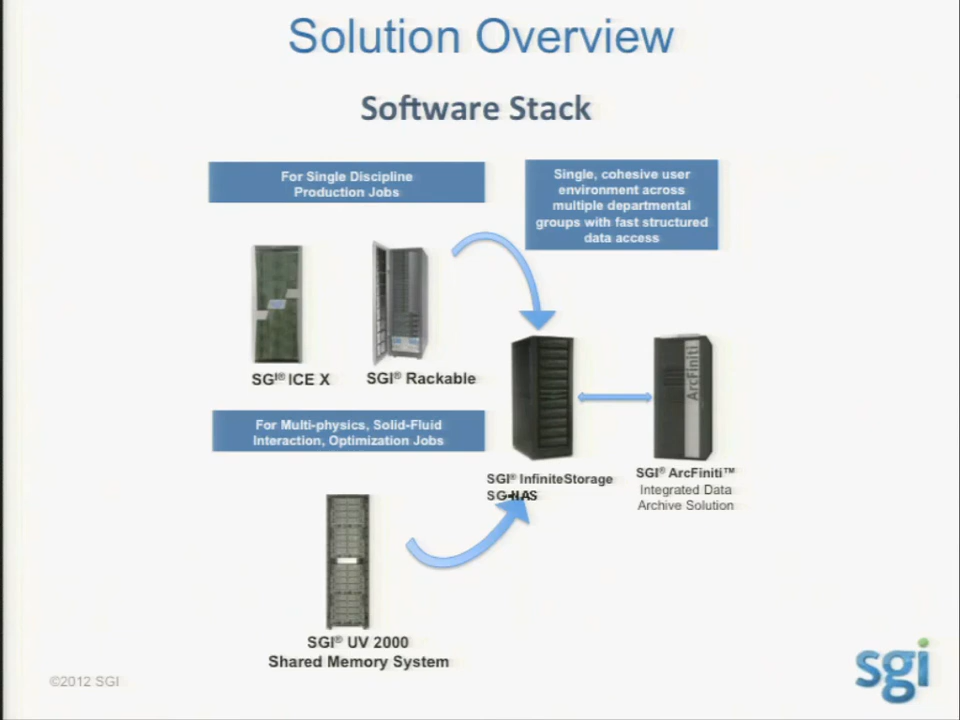 Solution Overview
Software Stack
For Single Discipline
Production Jobs
Single, cohesive user
environment across
multiple departmental
groups with fast structured
data access
ArcFiniti
SGI® ICE X
SGI® Rackable
For Multi-physics, Solid-Fluid
Interaction, Optimization Jobs
SGI® InfiniteStorage
SGI® ArcFiniti™
Integrated Data
Archive Solution
SGI® UV 2000
Shared Memory System
©2012 SGI
sgi